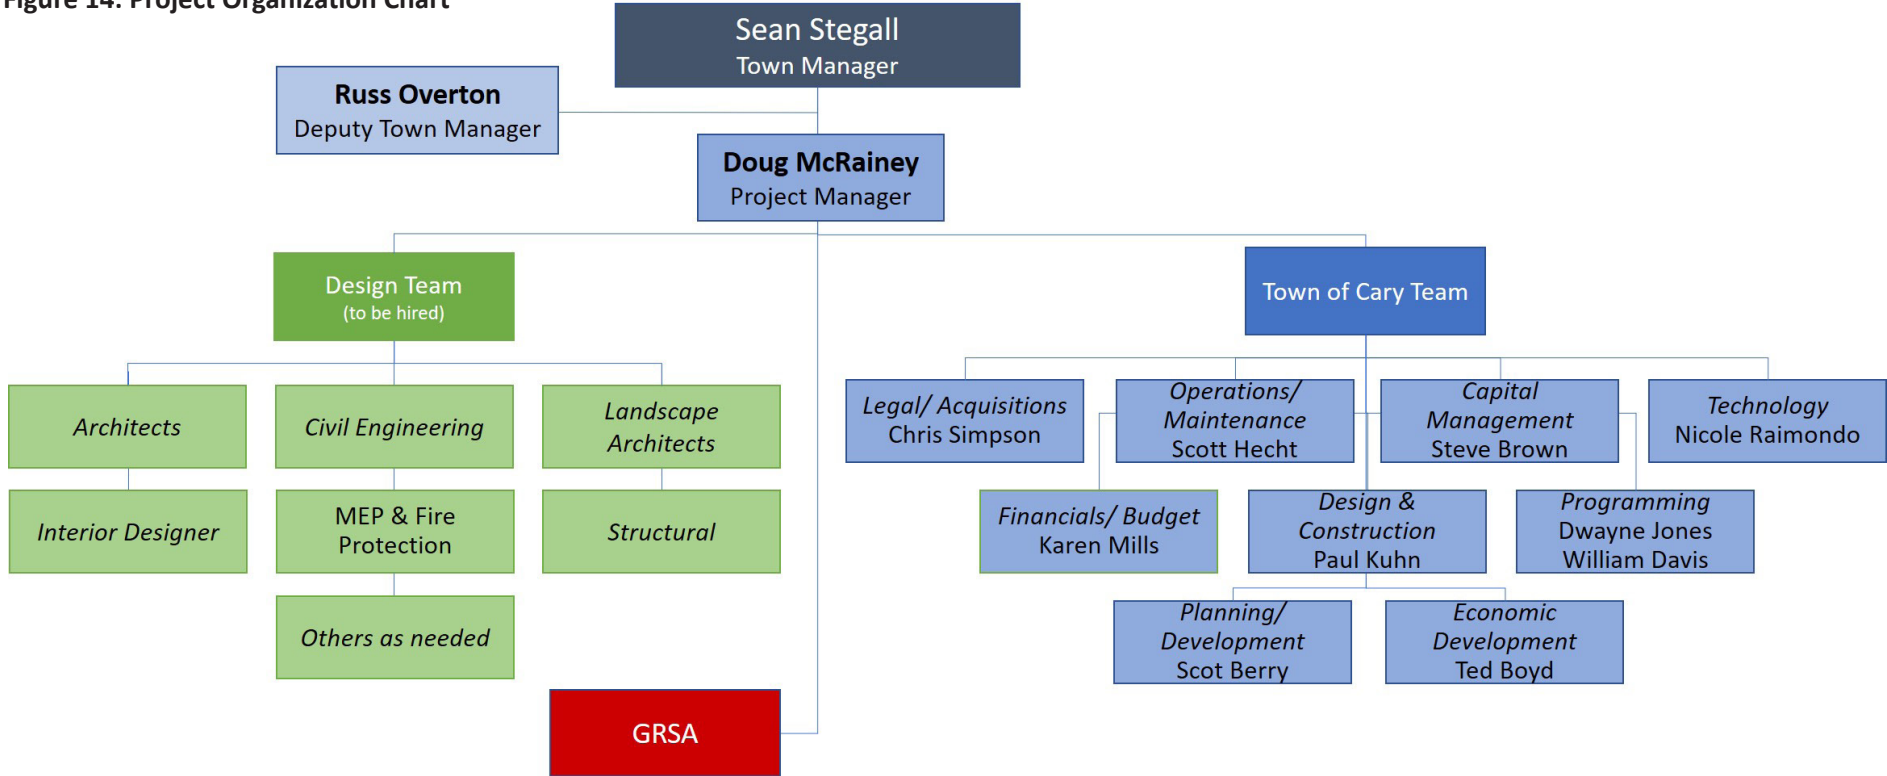 Figure 14: Project Organization Chart
Sean Stegall
Town Manager
Russ Overton
Deputy Town Manager
Doug McRainey
Project Manager
Design Team
(to be hired)
Town of Cary Team
Architects
Civil Engineering
Landscape
Architects
Legal/ Acquisitions
Chris Simpson
Operations/
Maintenance
Scott Hecht
Capital
Management
Steve Brown
Technology
Nicole Raimondo
Interior Designer
MEP & Fire
Protection
Structural
Financials/ Budget
Karen Mills
Design &
Construction
Paul Kuhn
Programming
Dwayne Jones
William Davis
Others as needed
Planning/
Development
Scot Berry
Economic
Development
Ted Boyd
GRSA